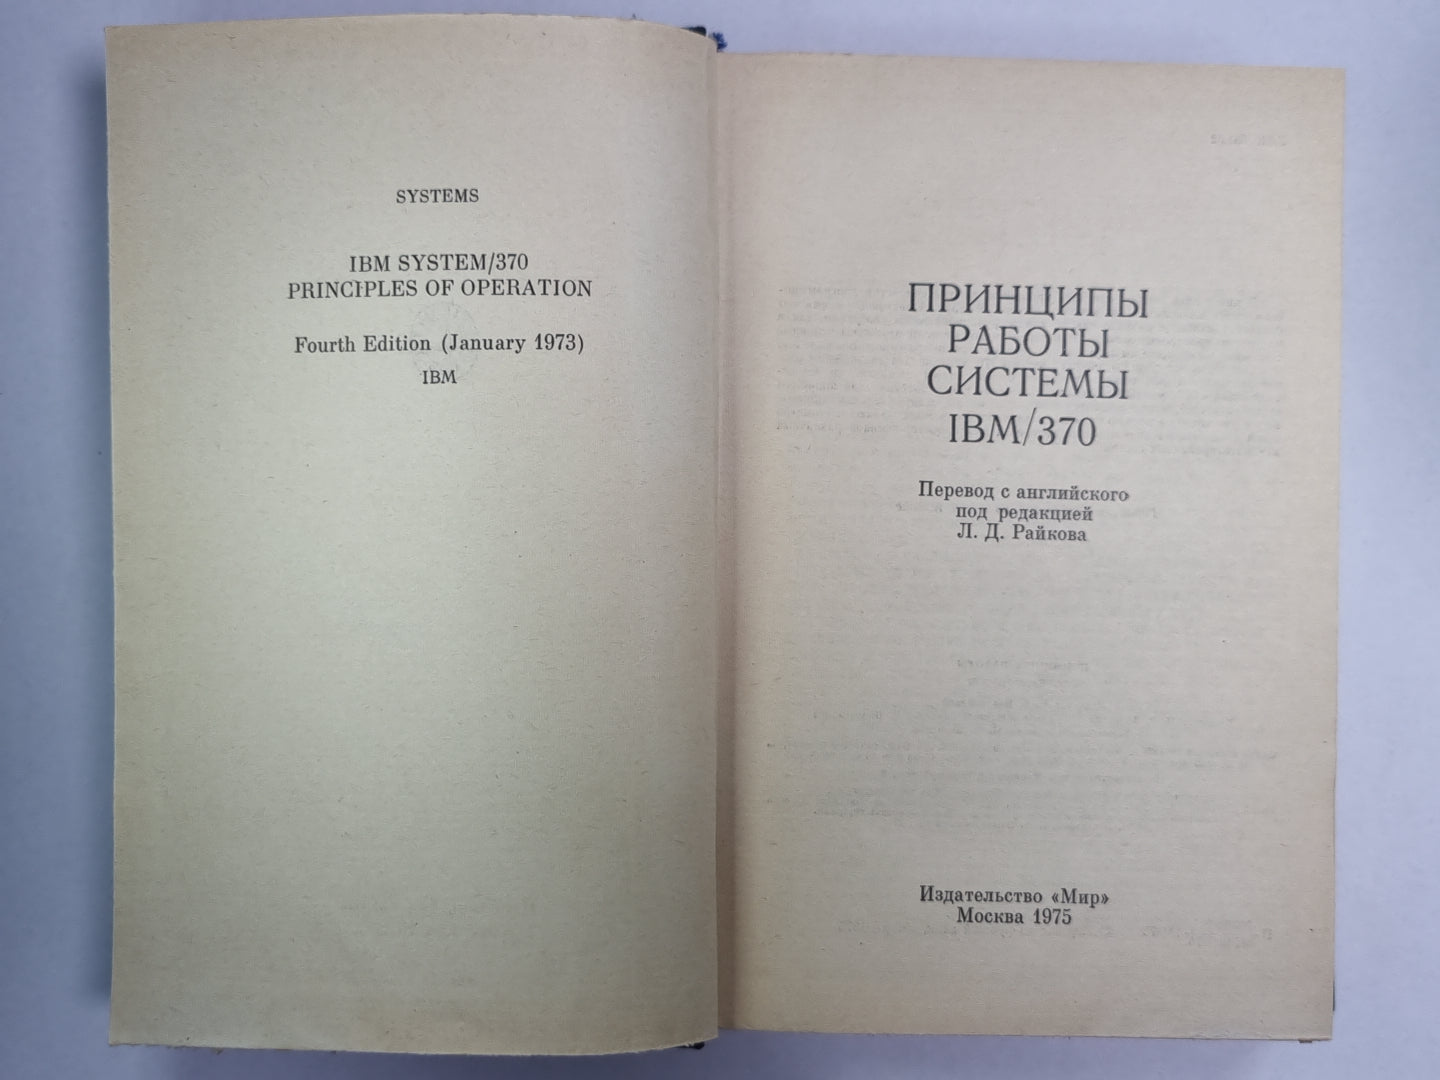 SYSTEMS
IBM SYSTEM/370
PRINCIPLES OF OPERATION
Fourth Edition (January 1973)
IBM
ПРИНЦИПЫ
РАБОТЫ
СИСТЕМЫ
IBM/370
Перевод с английского
под редакцией
Л. Д. Райкова
Издательство «Мир»
Москва 1975